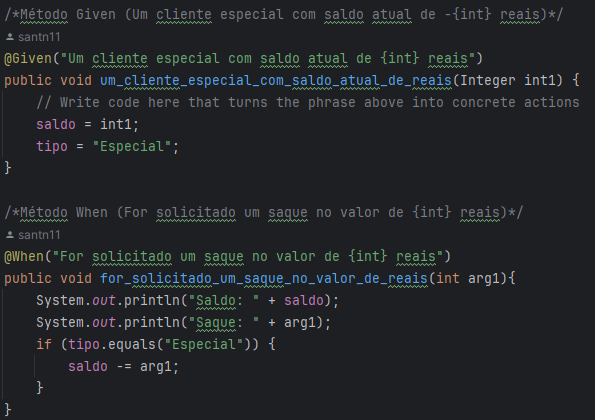 /*Método Given (Um cliente especial com saldo atual de -{int} reais)*/
santn11
@Given("Um cliente especial com saldo atual de {int} reais")
public void um_cliente_especial_com_saldo_atual_de_reais(Integer int1) {
// Write code here that turns the phrase above into concrete actions
saldo = int1;
tipo = "Especial";
}
/*Método When (For solicitado um saque no valor de {int} reais)*/
santn11
@When("For solicitado um saque no valor de {int} reais")
public void for_solicitado_um_saque_no_valor_de_reais(int arg1){
System.out.println("Saldo: " + saldo);
System.out.println("Saque: " + arg1);
if (tipo.equals("Especial")) {
saldo -= arg1;
}
}